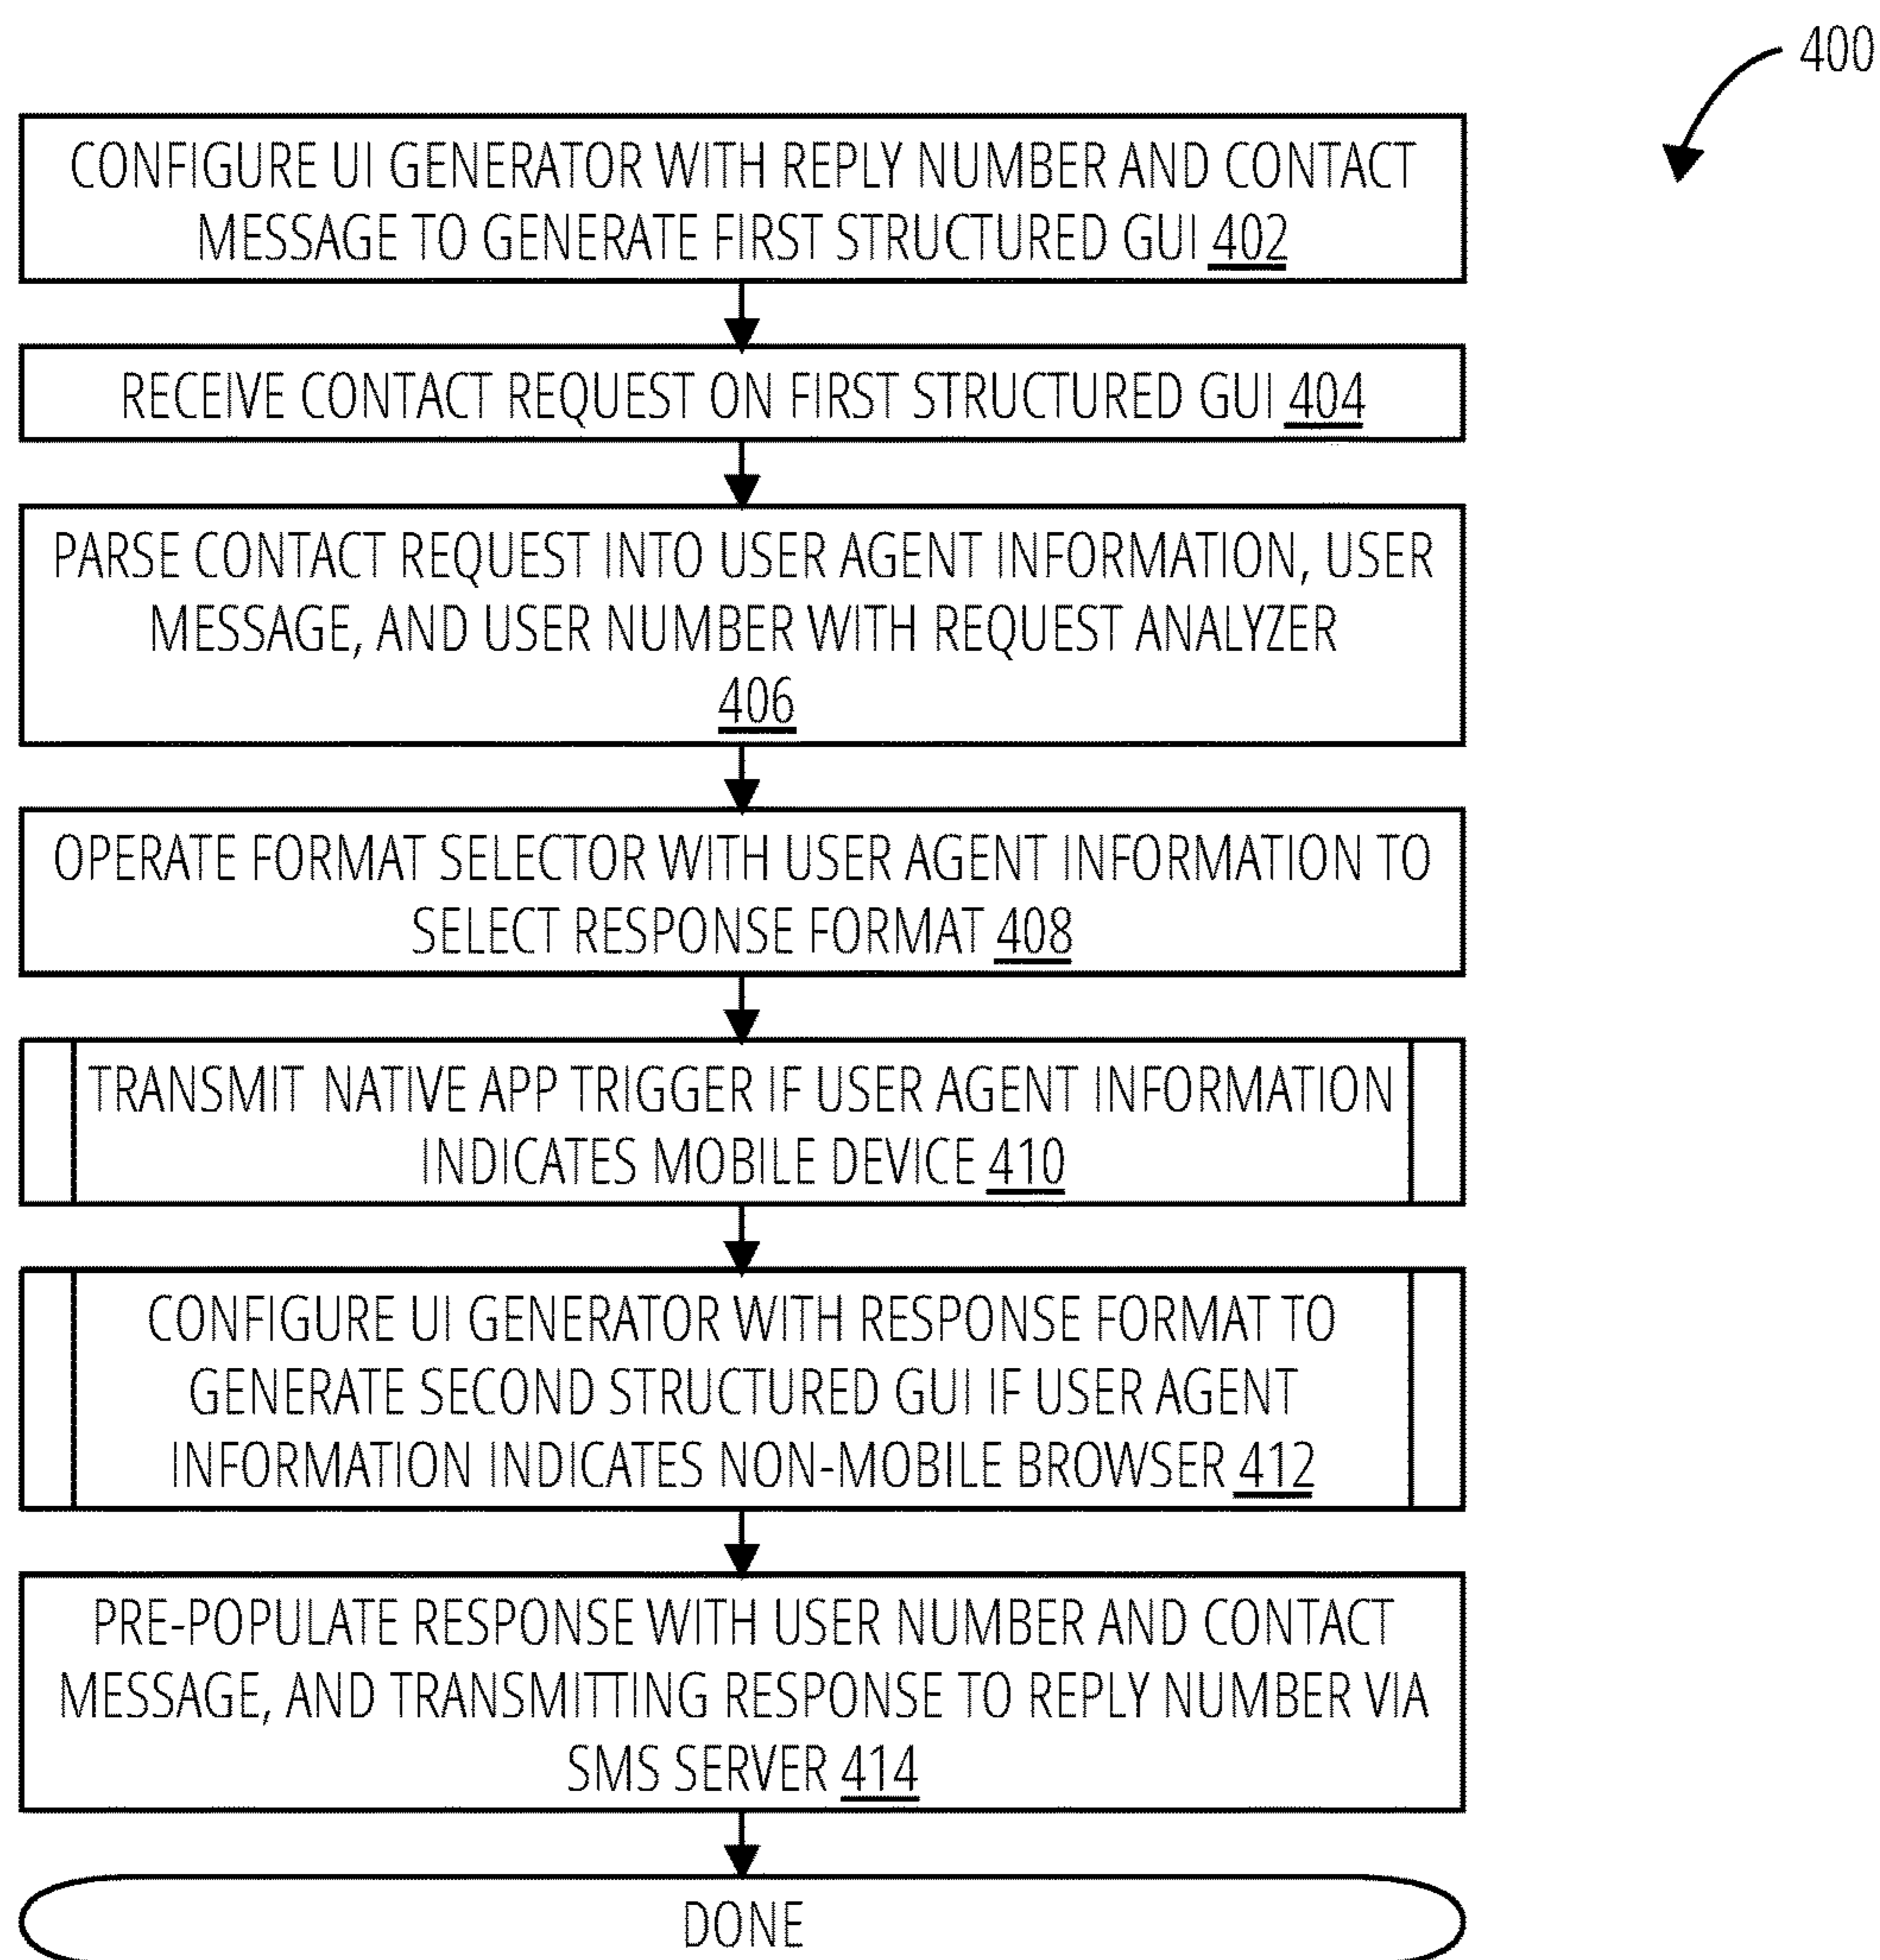 400
CONFIGURE UI GENERATOR WITH REPLY NUMBER AND CONTACT
MESSAGE TO GENERATE FIRST STRUCTURED GUI 402
RECEIVE CONTACT REQUEST ON FIRST STRUCTURED GUI 404
PARSE CONTACT REQUEST INTO USER AGENT INFORMATION, USER
MESSAGE, AND USER NUMBER WITH REQUEST ANALYZER
406
OPERATE FORMAT SELECTOR WITH USER AGENT INFORMATION TO
SELECT RESPONSE FORMAT 408
TRANSMIT NATIVE APP TRIGGER IF USER AGENT INFORMATION
INDICATES MOBILE DEVICE 410
CONFIGURE UI GENERATOR WITH RESPONSE FORMAT TO
GENERATE SECOND STRUCTURED GUI IF USER AGENT
INFORMATION INDICATES NON-MOBILE BROWSER 412
PRE-POPULATE RESPONSE WITH USER NUMBER AND CONTACT
MESSAGE, AND TRANSMITTING RESPONSE TO REPLY NUMBER VIA
SMS SERVER 414
DONE